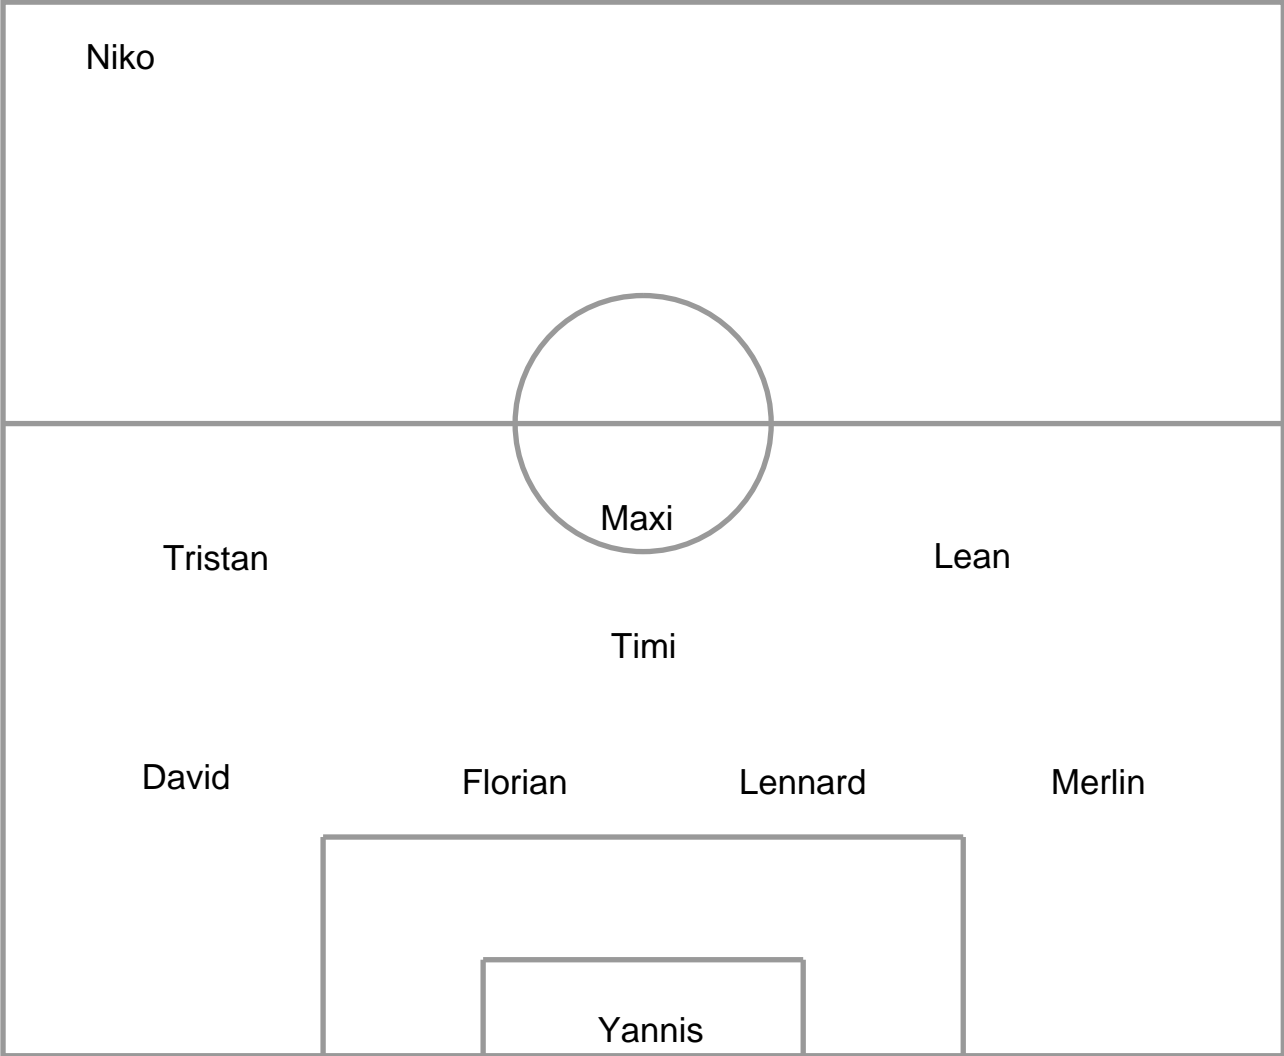 Niko
Maxi
Tristan
Lean
Timi
David
Florian
Lennard
Merlin
Yannis